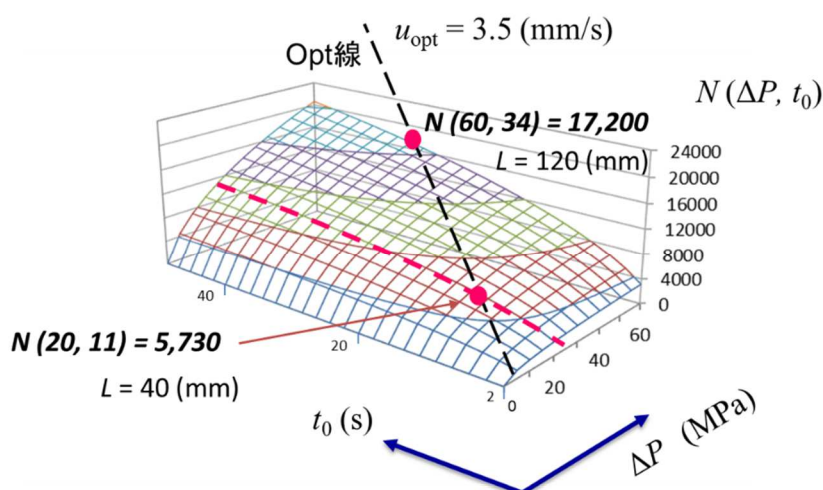 u_opt = 3.5 (mm/s)
Opt線
N (ΔP, t₀)
N (60, 34) = 17,200
L = 120 (mm)
24000
20000
16000
12000
8000
4000
0
60
40
20
0
2
20
40
N (20, 11) = 5,730
L = 40 (mm)
t₀ (s)
ΔP (MPa)